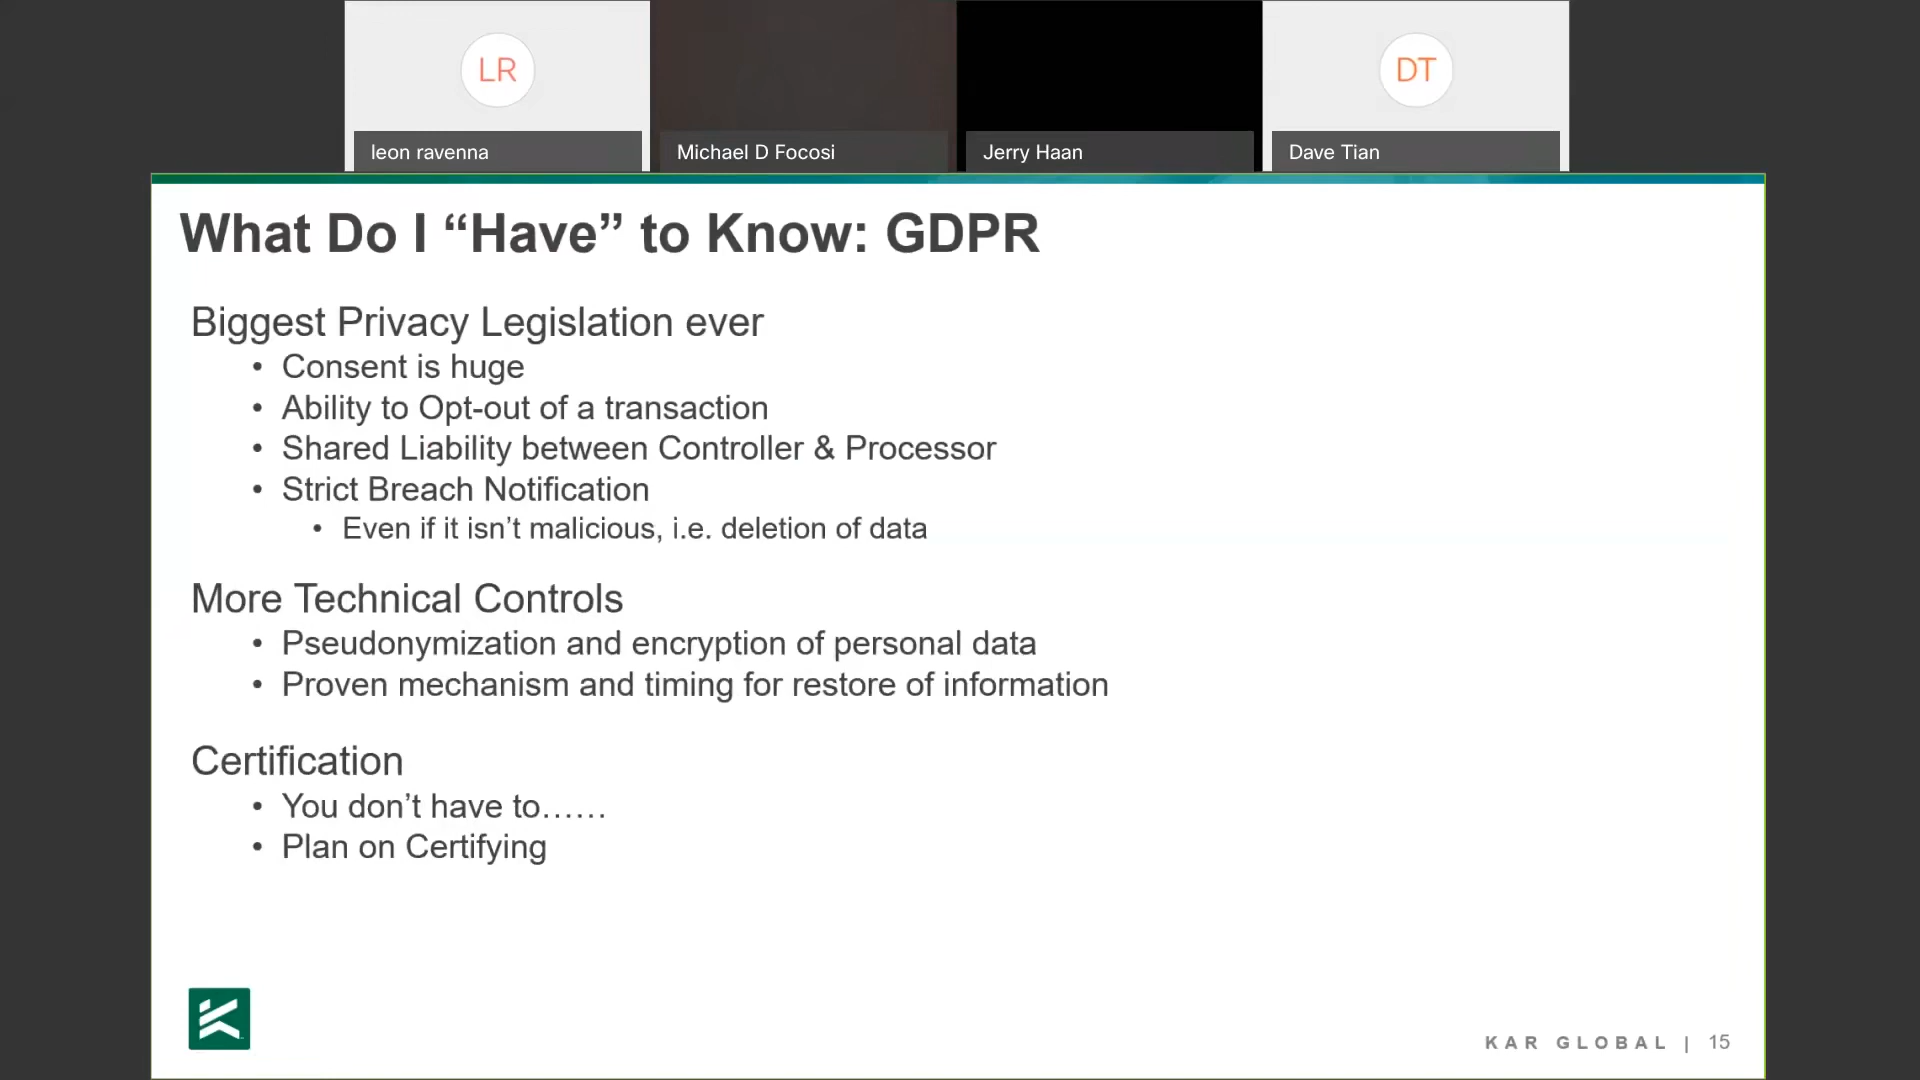 LR
DT
leon ravenna
Michael D Focosi
Jerry Haan
Dave Tian
What Do I “Have” to Know: GDPR
Biggest Privacy Legislation ever
• Consent is huge
• Ability to Opt-out of a transaction
• Shared Liability between Controller & Processor
• Strict Breach Notification
• Even if it isn’t malicious, i.e. deletion of data
More Technical Controls
• Pseudonymization and encryption of personal data
• Proven mechanism and timing for restore of information
Certification
• You don’t have to……
• Plan on Certifying
KAR GLOBAL | 15